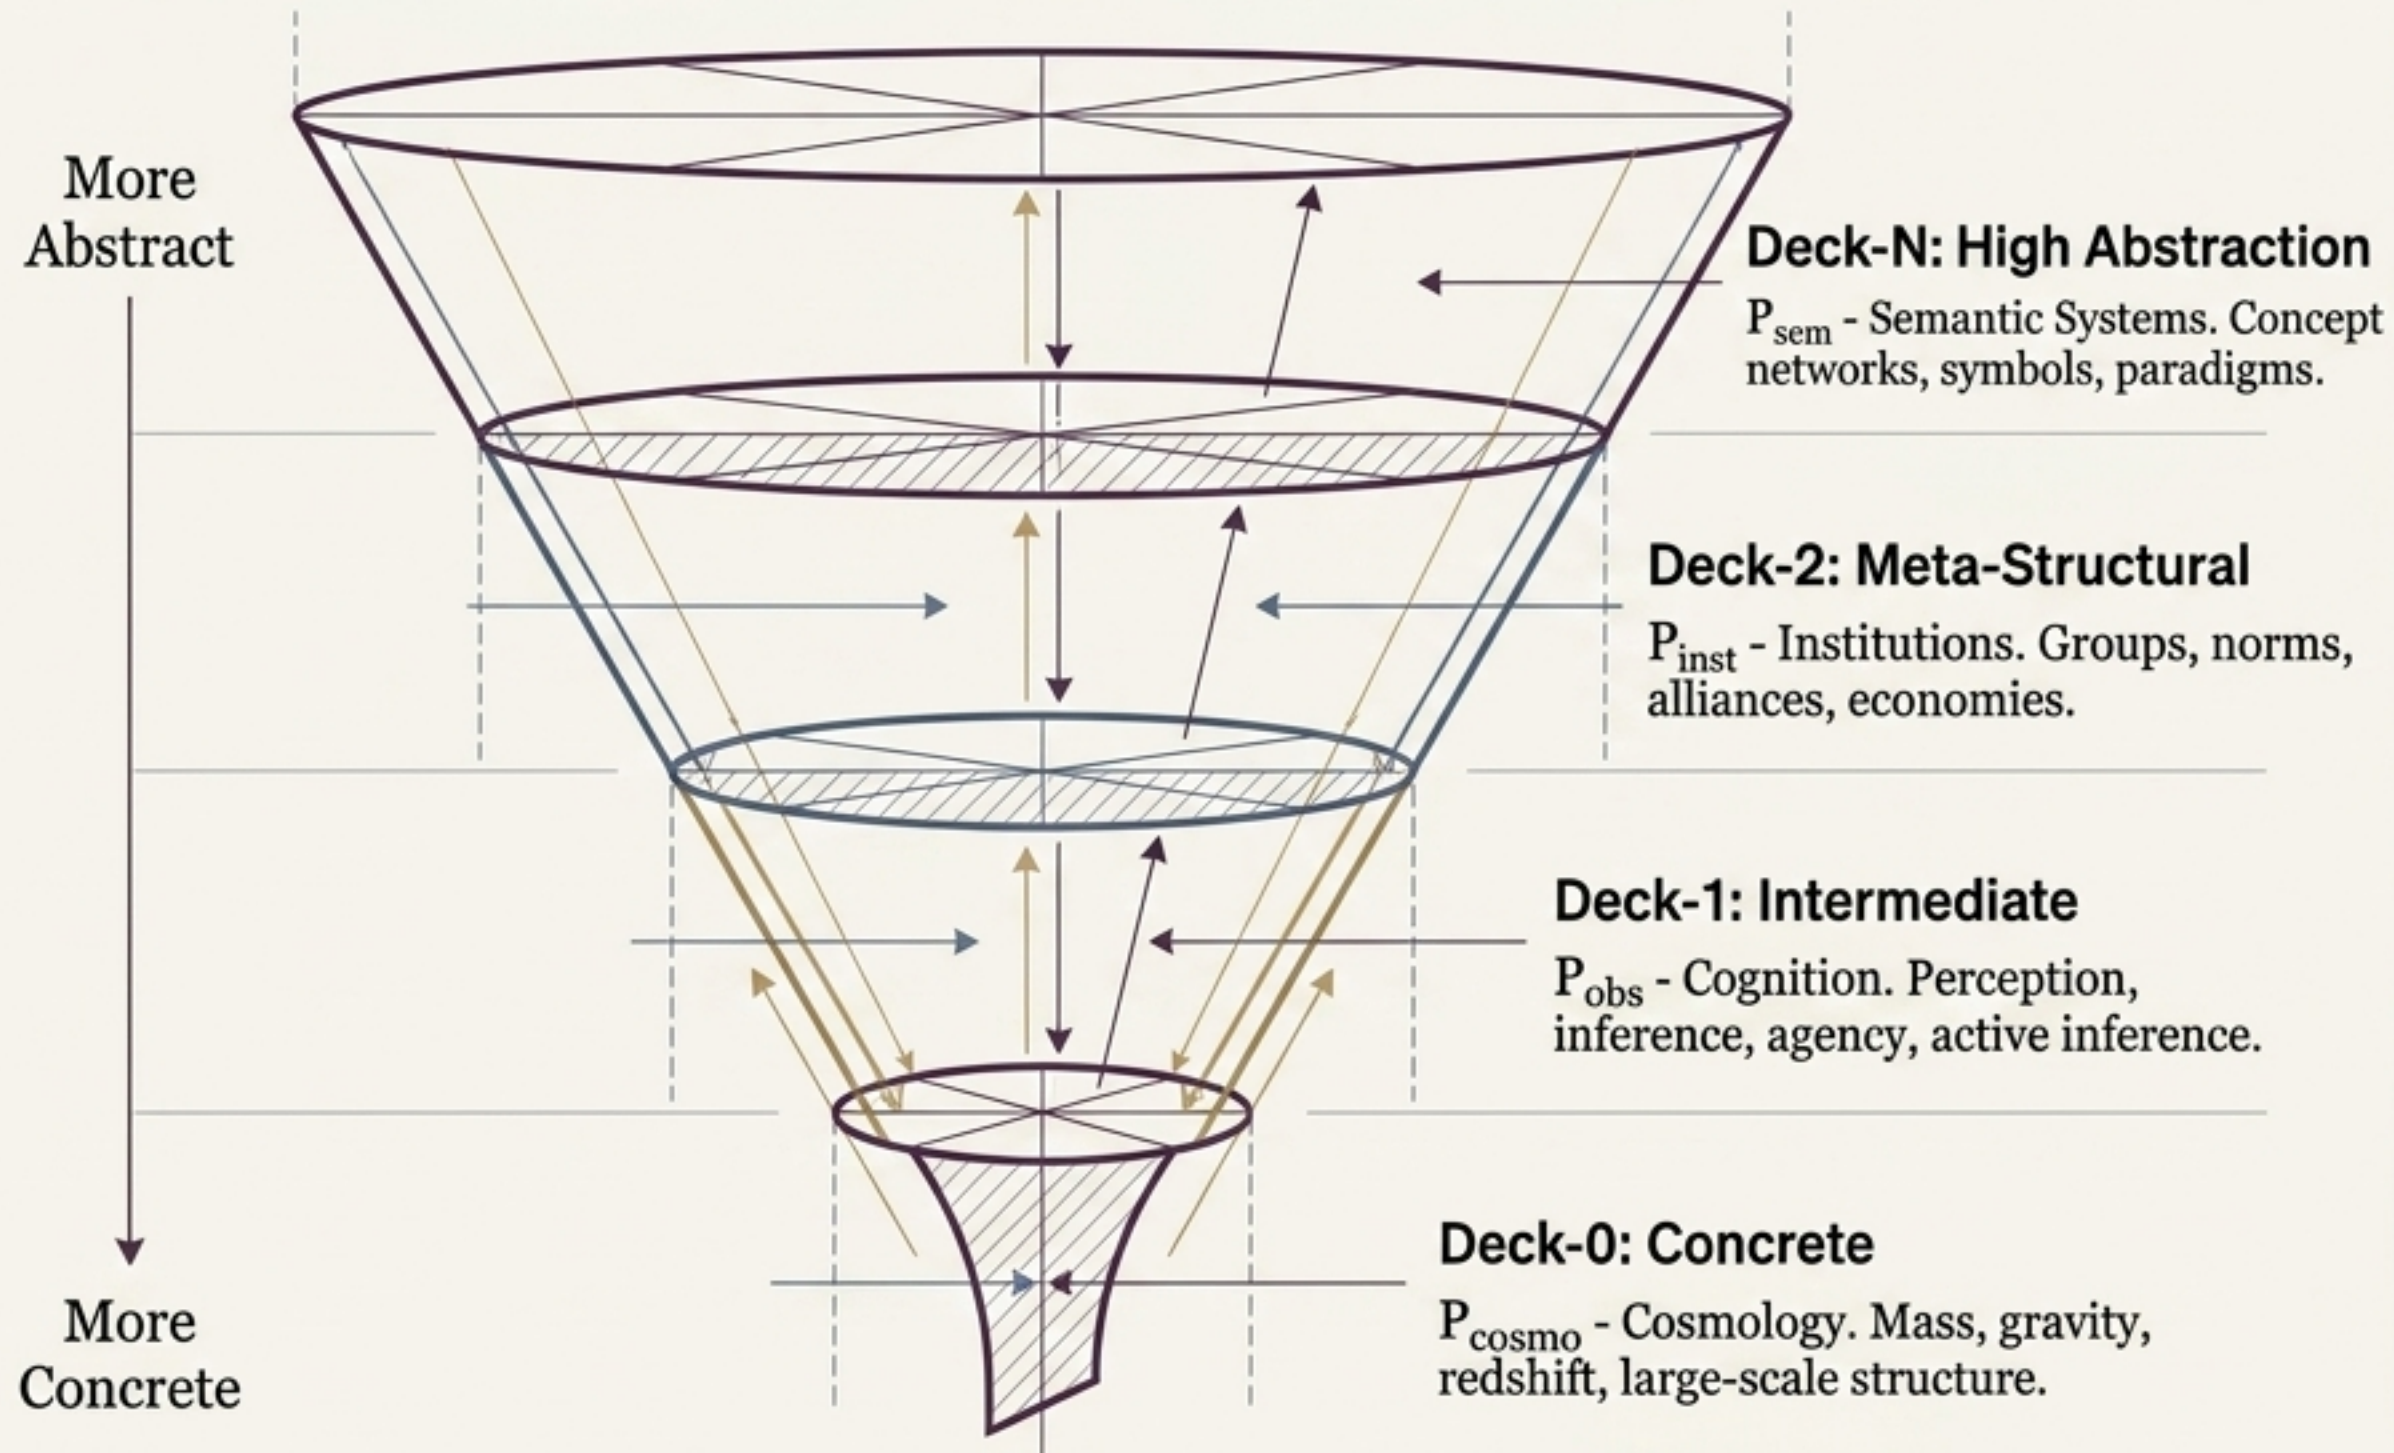 More
Abstract
Deck-N: High Abstraction
Psem - Semantic Systems. Concept
networks, symbols, paradigms.
Deck-2: Meta-Structural
Pinst - Institutions. Groups, norms,
alliances, economies.
Deck-1: Intermediate
Pobs - Cognition. Perception,
inference, agency, active inference.
Deck-0: Concrete
Pcosmo - Cosmology. Mass, gravity,
redshift, large-scale structure.
More
Concrete